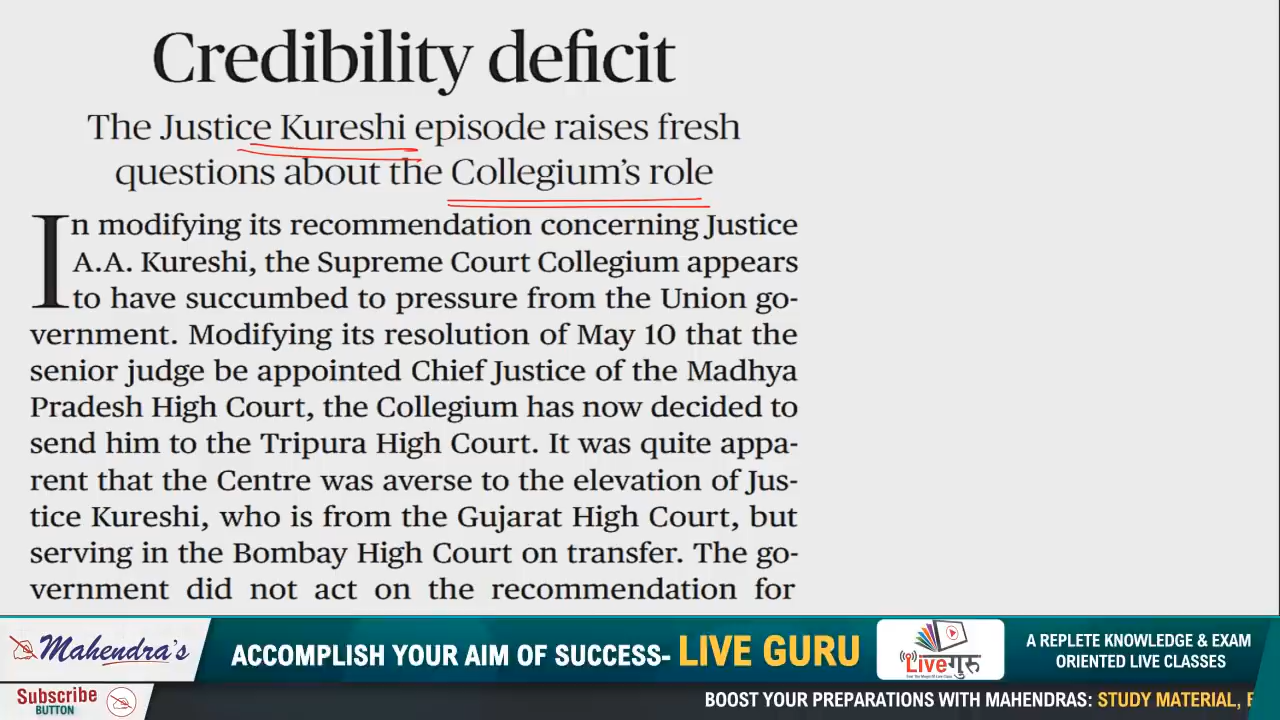 Credibility deficit
The Justice Kureshi episode raises fresh
questions about the Collegium's role
In modifying its recommendation concerning Justice
A.A. Kureshi, the Supreme Court Collegium appears
to have succumbed to pressure from the Union go-
vernment. Modifying its resolution of May 10 that the
senior judge be appointed Chief Justice of the Madhya
Pradesh High Court, the Collegium has now decided to
send him to the Tripura High Court. It was quite appa-
rent that the Centre was averse to the elevation of Jus-
tice Kureshi, who is from the Gujarat High Court, but
serving in the Bombay High Court on transfer. The go-
vernment did not act on the recommendation for
Mahendra's
ACCOMPLISH YOUR AIM OF SUCCESS- LIVE GURU
Liveगुरु
A REPLETE KNOWLEDGE & EXAM
ORIENTED LIVE CLASSES
Subscribe
BUTTON
BOOST YOUR PREPARATIONS WITH MAHENDRAS: STUDY MATERIAL,